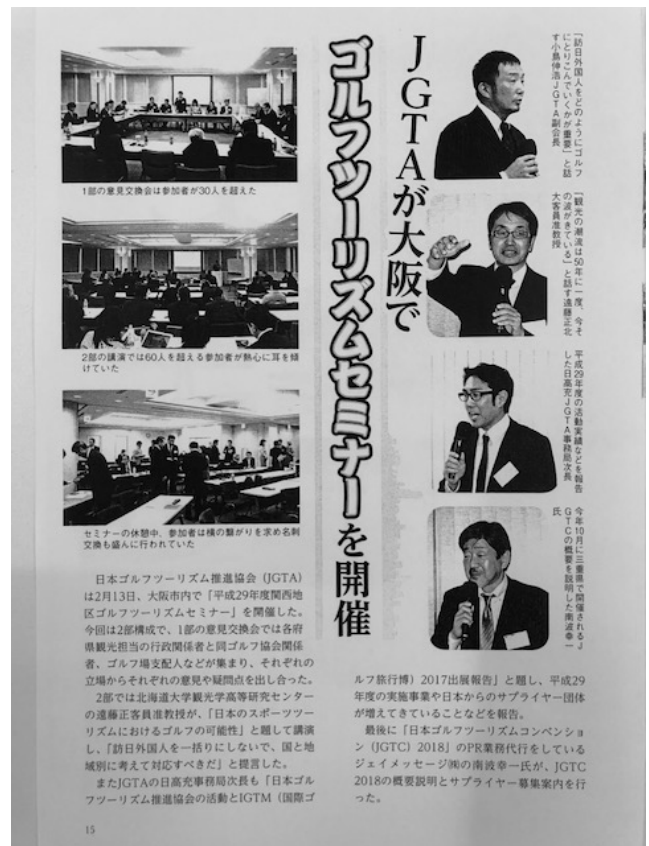 JGTAが大阪で
ゴルフツーリズムセミナーを開催
「訪日外国人をどのようにゴルフ
にとりこんでいくかが重要」と話
す小島伸浩JGTA副会長
「観光の潮流は50年に一度、今そ
の波がきている」と話す遠藤正北
大客員准教授
平成29年度の活動実績などを報告
した日高充JGTA事務局次長
今年10月に三重県で開催されるJ
GTCの概要を説明した南波幸一
氏
1部の意見交換会は参加者が30人を超えた
2部の講演では60人を超える参加者が熱心に耳を傾
けていた
セミナーの休憩中、参加者は横の繋がりを求め名刺
交換も盛んに行われていた
日本ゴルフツーリズム推進協会（JGTA）
は2月13日、大阪市内で「平成29年度関西地
区ゴルフツーリズムセミナー」を開催した。
今回は2部構成で、1部の意見交換会では各府
県観光担当の行政関係者と同ゴルフ協会関係
者、ゴルフ場支配人などが集まり、それぞれの
立場からそれぞれの意見や疑問点を出し合った。
2部では北海道大学観光学高等研究センター
の遠藤正客員准教授が、「日本のスポーツツー
リズムにおけるゴルフの可能性」と題して講演
し、「訪日外国人を一括りにしないで、国と地
域別に考えて対応すべきだ」と提言した。
またJGTAの日高充事務局次長も「日本ゴル
フツーリズム推進協会の活動とIGTM（国際ゴ
ルフ旅行博）2017出展報告」と題し、平成29
年度の実施事業や日本からのサプライヤー団体
が増えてきていることなどを報告。
最後に「日本ゴルフツーリズムコンベンショ
ン（JGTC）2018」のPR業務代行をしている
ジェイメッセージ㈱の南波幸一氏が、JGTC
2018の概要説明とサプライヤー募集案内を行
った。
15